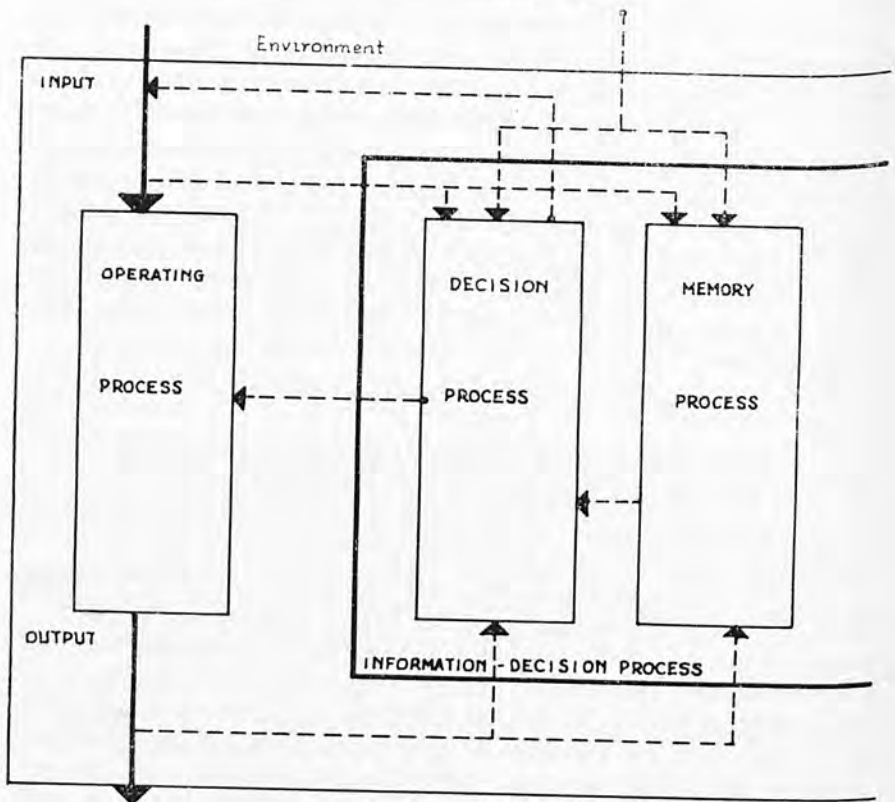 Environment
INPUT
OPERATING
PROCESS
DECISION
PROCESS
MEMORY
PROCESS
OUTPUT
INFORMATION - DECISION PROCESS